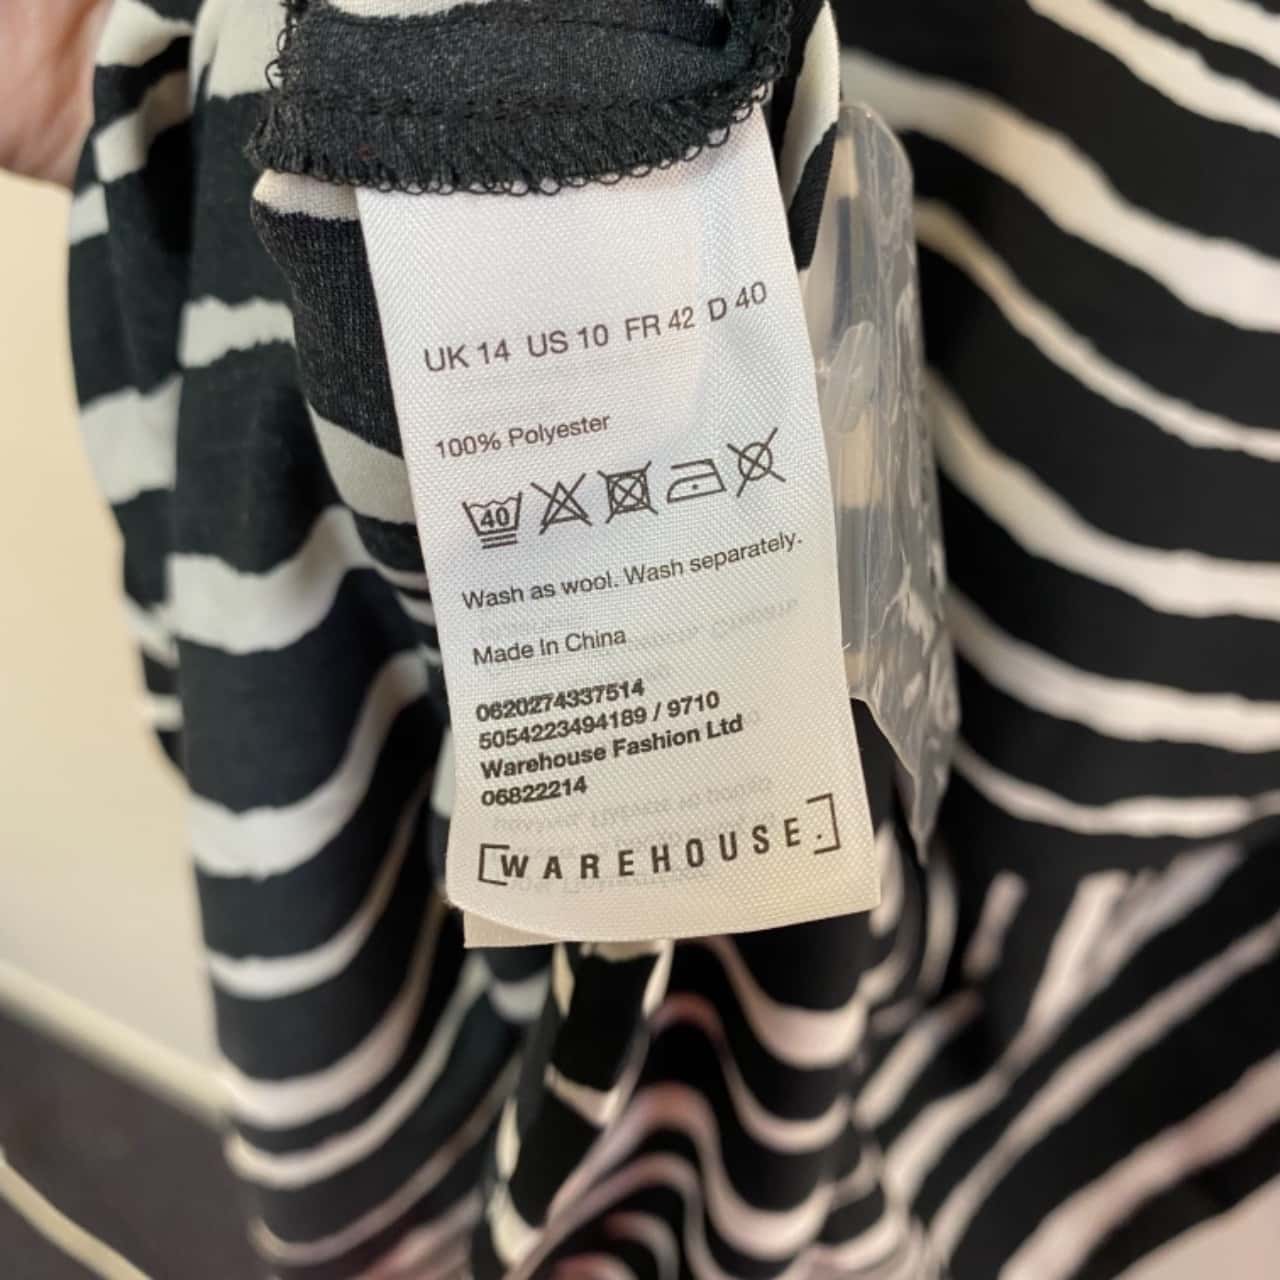 UK 14 US 10 FR 42 D 40
100% Polyester
40
Wash as wool. Wash separately.
Made In China
0620274337514
5054223494189 / 9710
Warehouse Fashion Ltd
06822214
[WAREHOUSE.]